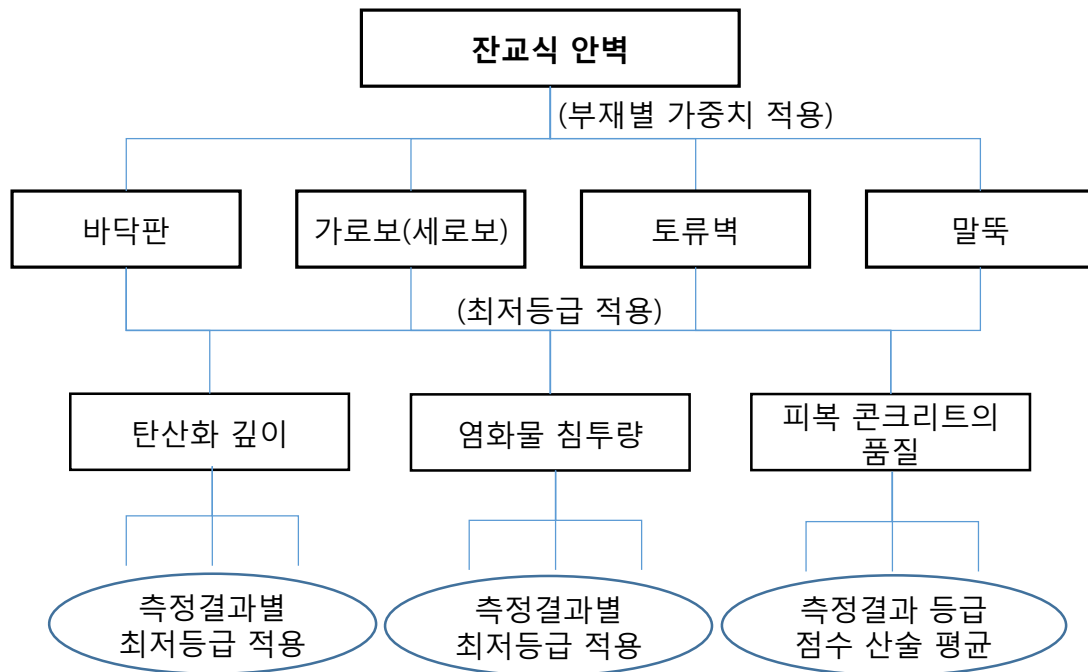 잔교식 안벽
(부재별 가중치 적용)
바닥판
가로보(세로보)
토류벽
말뚝
(최저등급 적용)
탄산화 깊이
염화물 침투량
피복 콘크리트의
품질
측정결과별
최저등급 적용
측정결과별
최저등급 적용
측정결과 등급
점수 산술 평균